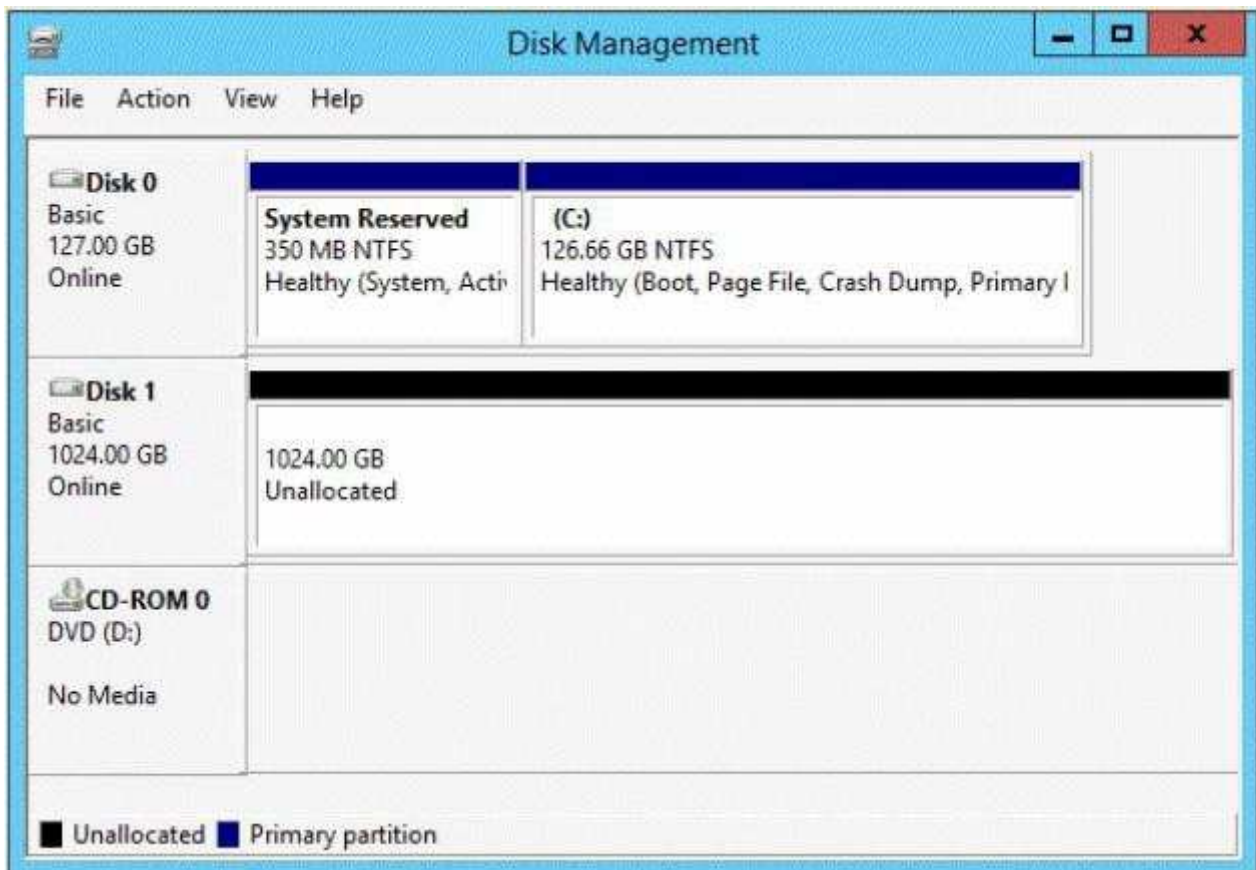 Disk Management
File Action View Help
Disk 0
Basic
127.00 GB
Online
System Reserved
350 MB NTFS
Healthy (System, Activ
(C:)
126.66 GB NTFS
Healthy (Boot, Page File, Crash Dump, Primary I
Disk 1
Basic
1024.00 GB
Online
1024.00 GB
Unallocated
CD-ROM 0
DVD (D:)
No Media
Unallocated Primary partition